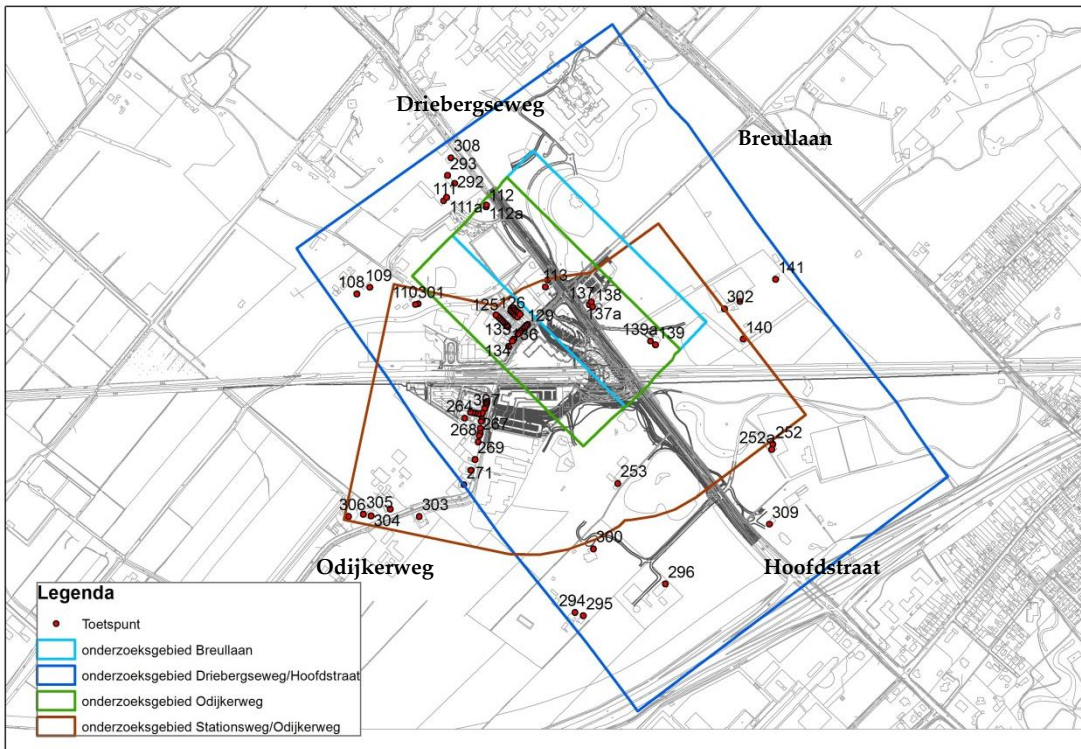 Driebergseweg
Breullaan
308
293
292
111
111a
112
112a
141
109
108
110 301
113
137
138
137a
302
125
126
129
133
136
134
139a
139
140
307
264
267
268
269
271
252a
252
253
306
305
304
303
309
300
296
294
295
Odijkerweg
Hoofdstraat
Legenda
Toetspunt
onderzoeksgebied Breullaan
onderzoeksgebied Driebergseweg/Hoofdstraat
onderzoeksgebied Odijkerweg
onderzoeksgebied Stationsweg/Odijkerweg